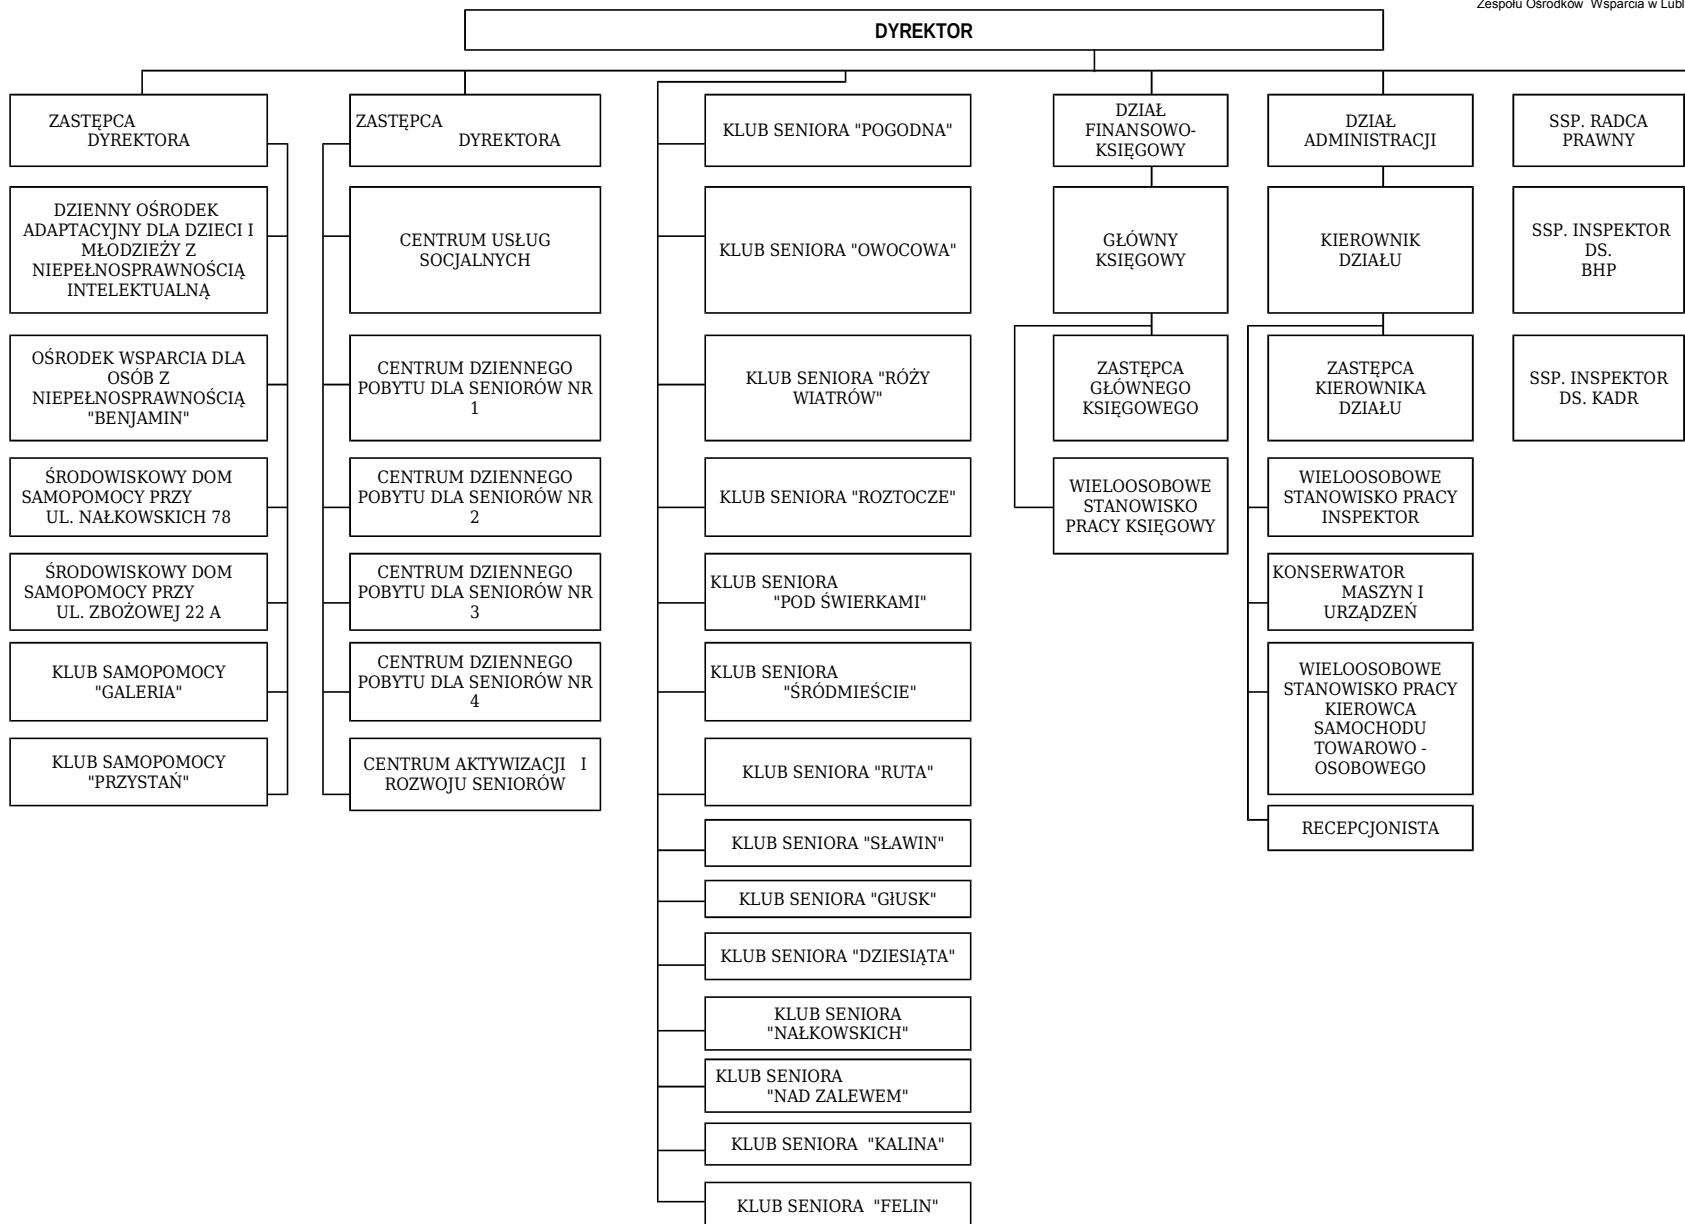 Zespołu Ośrodków Wsparcia w Lubl
DYREKTOR
ZASTĘPCA
DYREKTORA
DZIENNY OŚRODEK
ADAPTACYJNY DLA DZIECI I
MŁODZIEŻY Z
NIEPEŁNOSPRAWNOŚCIĄ
INTELEKTUALNĄ
OŚRODEK WSPARCIA DLA
OSÓB Z
NIEPEŁNOSPRAWNOŚCIĄ
"BENJAMIN"
ŚRODOWISKOWY DOM
SAMOPOMOCY PRZY
UL. NAŁKOWSKICH 78
ŚRODOWISKOWY DOM
SAMOPOMOCY PRZY
UL. ZBOŻOWEJ 22 A
KLUB SAMOPOMOCY
"GALERIA"
KLUB SAMOPOMOCY
"PRZYSTAŃ"
ZASTĘPCA
DYREKTORA
CENTRUM USŁUG
SOCJALNYCH
CENTRUM DZIENNEGO
POBYTU DLA SENIORÓW NR
1
CENTRUM DZIENNEGO
POBYTU DLA SENIORÓW NR
2
CENTRUM DZIENNEGO
POBYTU DLA SENIORÓW NR
3
CENTRUM DZIENNEGO
POBYTU DLA SENIORÓW NR
4
CENTRUM AKTYWIZACJI I
ROZWOJU SENIORÓW
KLUB SENIORA "POGODNA"
KLUB SENIORA "OWOCOWA"
KLUB SENIORA "RÓŻY
WIATRÓW"
KLUB SENIORA "ROZTOCZE"
KLUB SENIORA
"POD ŚWIERKAMI"
KLUB SENIORA
"ŚRÓDMIEŚCIE"
KLUB SENIORA "RUTA"
KLUB SENIORA "SŁAWIN"
KLUB SENIORA "GłUSK"
KLUB SENIORA "DZIESIĄTA"
KLUB SENIORA
"NAŁKOWSKICH"
KLUB SENIORA
"NAD ZALEWEM"
KLUB SENIORA "KALINA"
KLUB SENIORA "FELIN"
DZIAŁ
FINANSOWO-
KSIĘGOWY
GŁÓWNY
KSIĘGOWY
ZASTĘPCA
GŁÓWNEGO
KSIĘGOWEGO
WIELOOSOBOWE
STANOWISKO
PRACY KSIĘGOWY
DZIAŁ
ADMINISTRACJI
KIEROWNIK
DZIAŁU
ZASTĘPCA
KIEROWNIKA
DZIAŁU
WIELOOSOBOWE
STANOWISKO PRACY
INSPEKTOR
KONSERWATOR
MASZYN I
URZĄDZEŃ
WIELOOSOBOWE
STANOWISKO PRACY
KIEROWCA
SAMOCHODU
TOWAROWO -
OSOBOWEGO
RECEPCJONISTA
SSP. RADCA
PRAWNY
SSP. INSPEKTOR
DS.
BHP
SSP. INSPEKTOR
DS. KADR